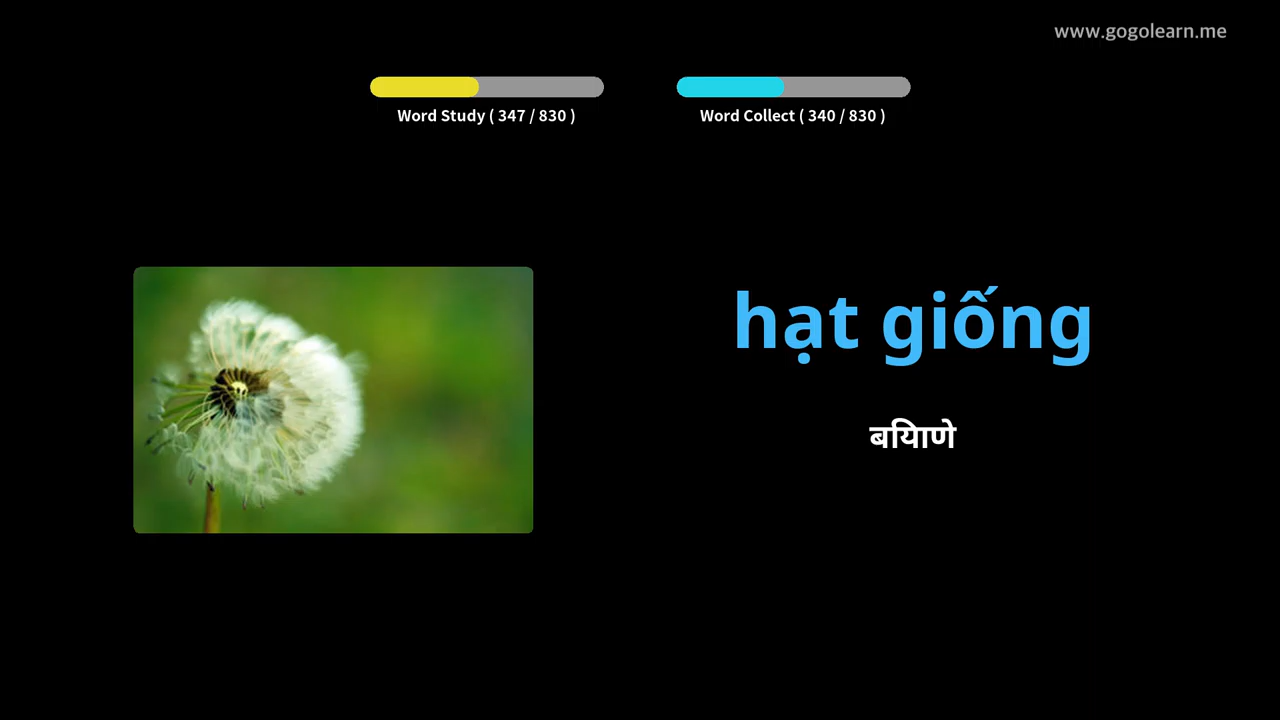 www.gogolearn.me
Word Study ( 347 / 830 )
Word Collect ( 340 / 830 )
hạt giống
बियाणे